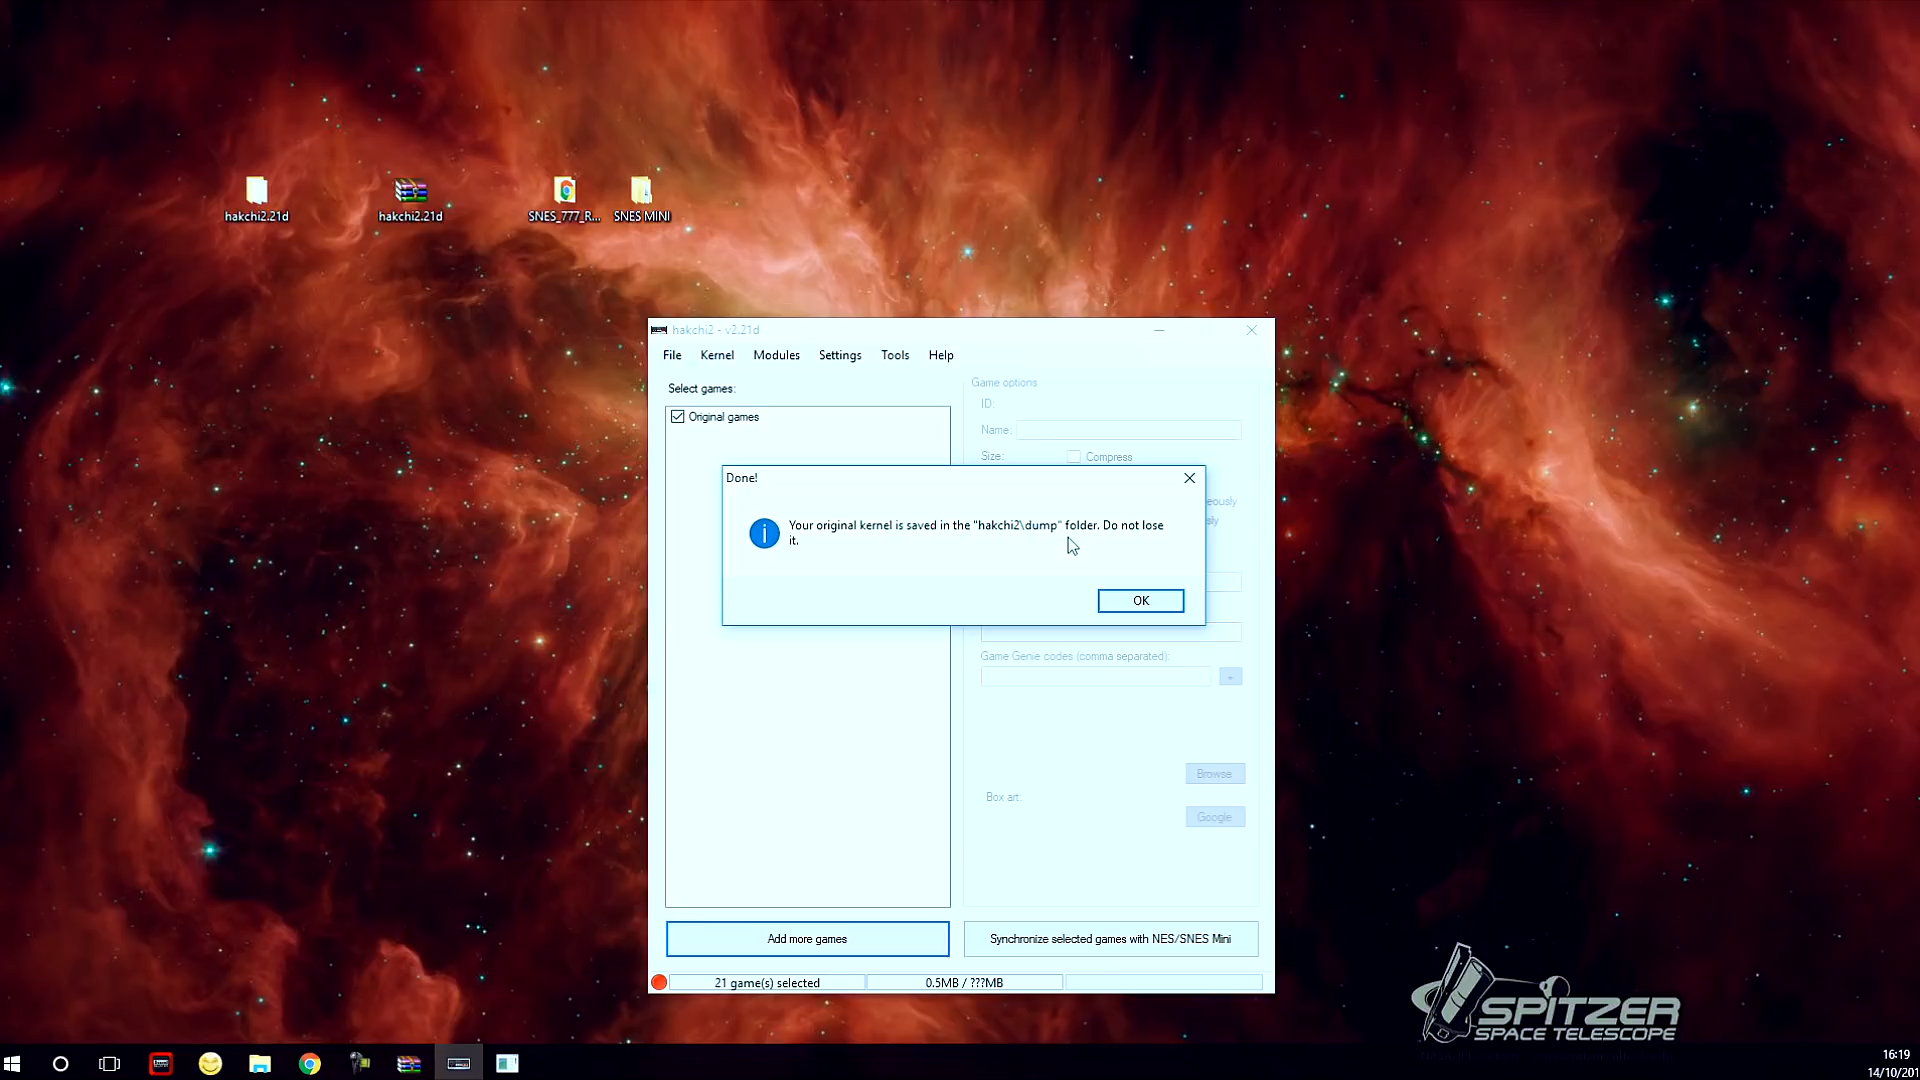 hakchi2.21d
hakchi2.21d
SNES_777_R...
SNES MINI
hakchi2 - v2.21d
File Kernel Modules Settings Tools Help
Select games:
Original games
Game options
ID:
Name:
Size:
Compress
eously
sly
Done!
Your original kernel is saved in the "hakchi2\dump" folder. Do not lose
it.
OK
Game Genie codes (comma separated):
Browse
Box art:
Google
Add more games
Synchronize selected games with NES/SNES Mini
21 game(s) selected
0.5MB / ???MB
SPITZER
SPACE TELESCOPE
16:19
14/10/201